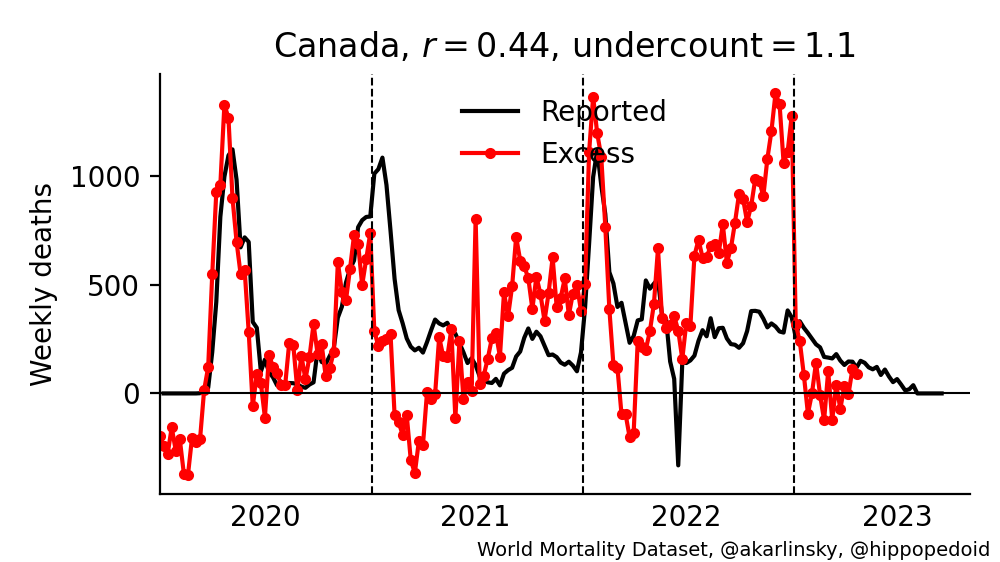 Canada, r = 0.44, undercount = 1.1
Reported
Excess
Weekly deaths
1000
500
0
2020 2021 2022 2023
World Mortality Dataset, @akarlinsky, @hippopedoid